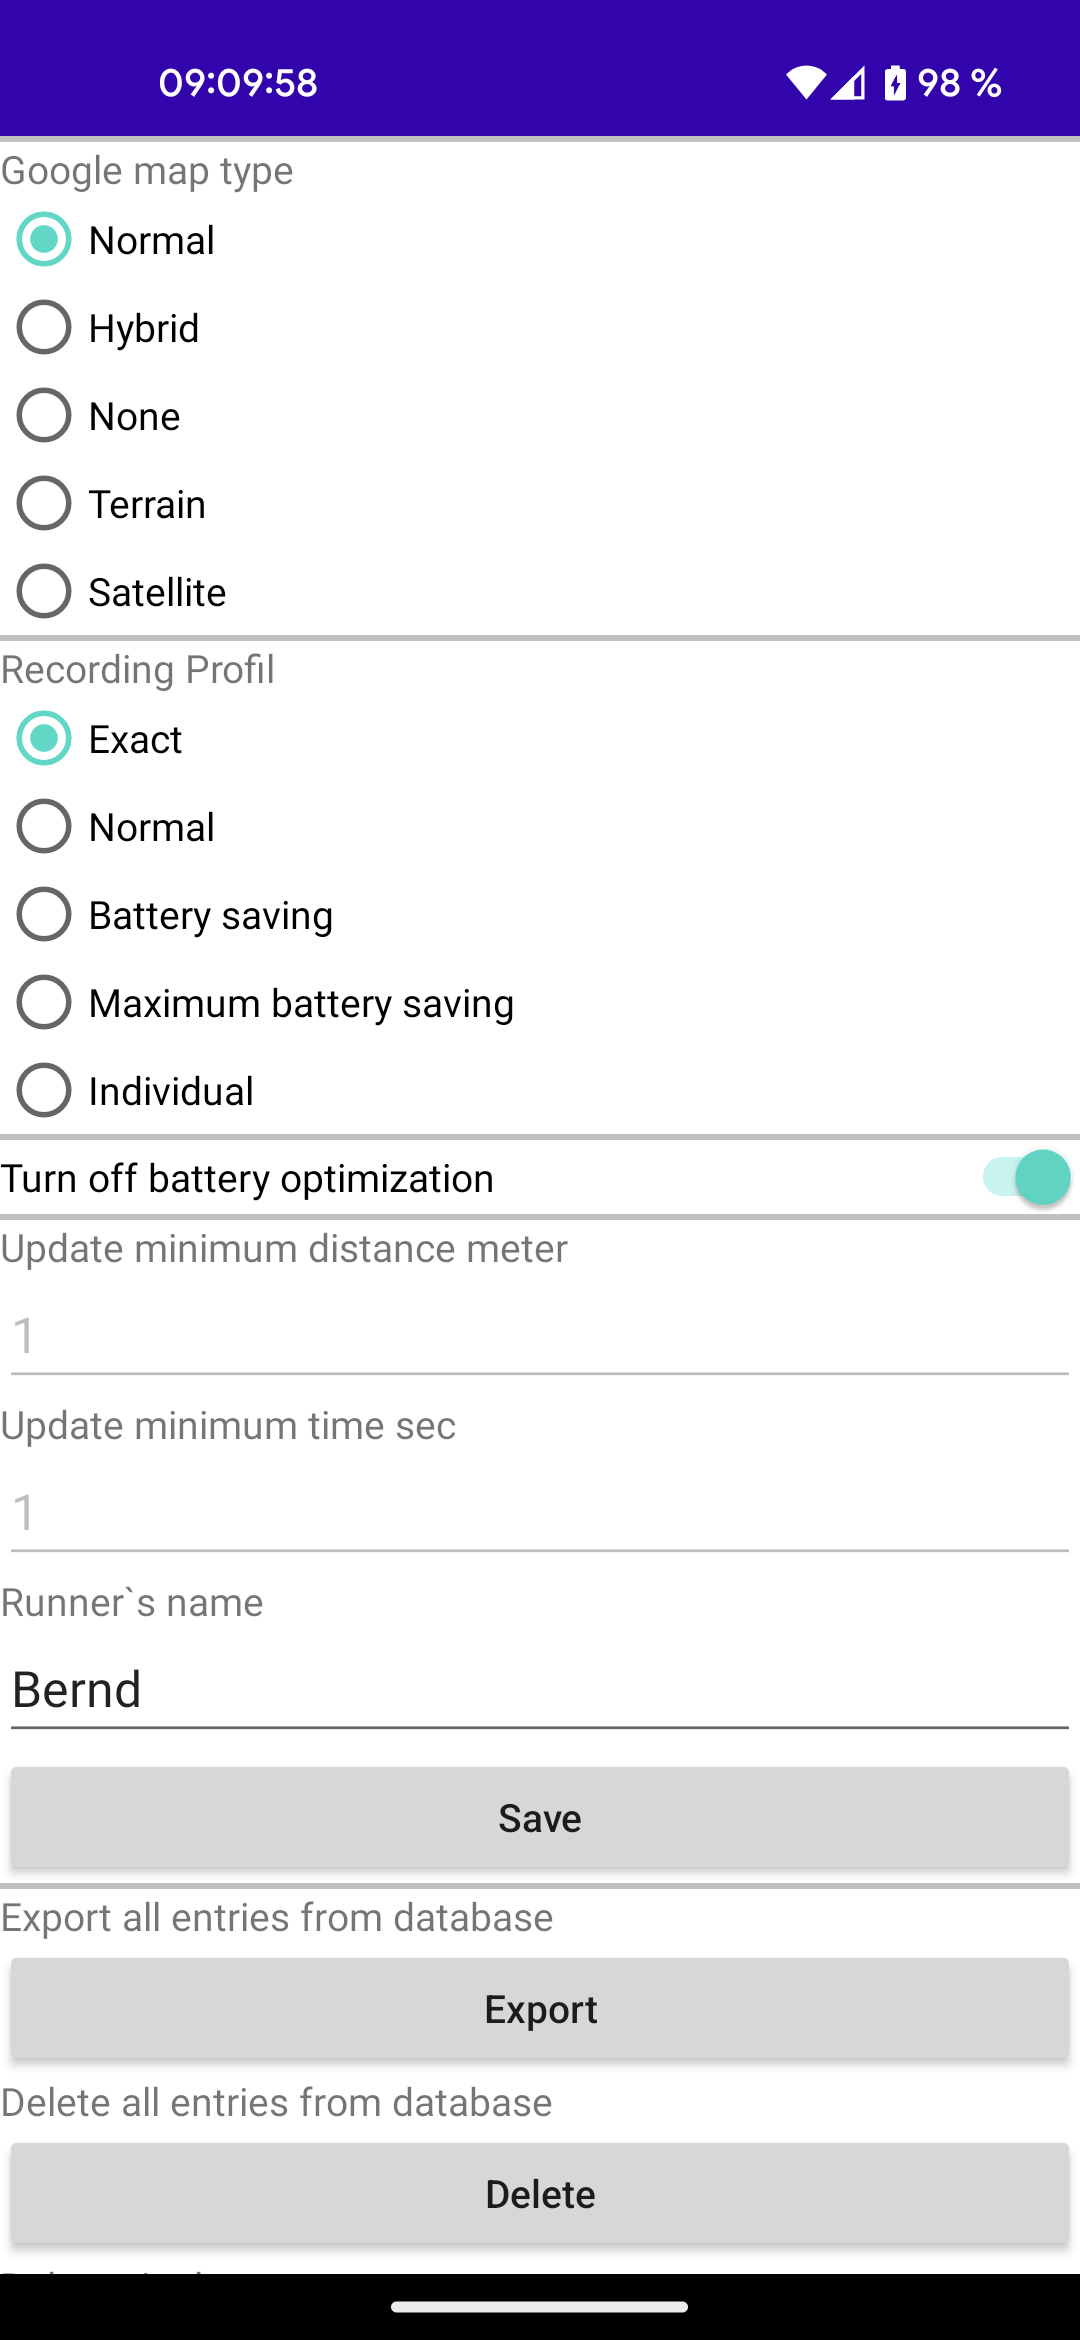 09:09:58 98 %
Google map type
Normal
Hybrid
None
Terrain
Satellite
Recording Profil
Exact
Normal
Battery saving
Maximum battery saving
Individual
Turn off battery optimization
Update minimum distance meter
1
Update minimum time sec
1
Runner`s name
Bernd
Save
Export all entries from database
Export
Delete all entries from database
Delete